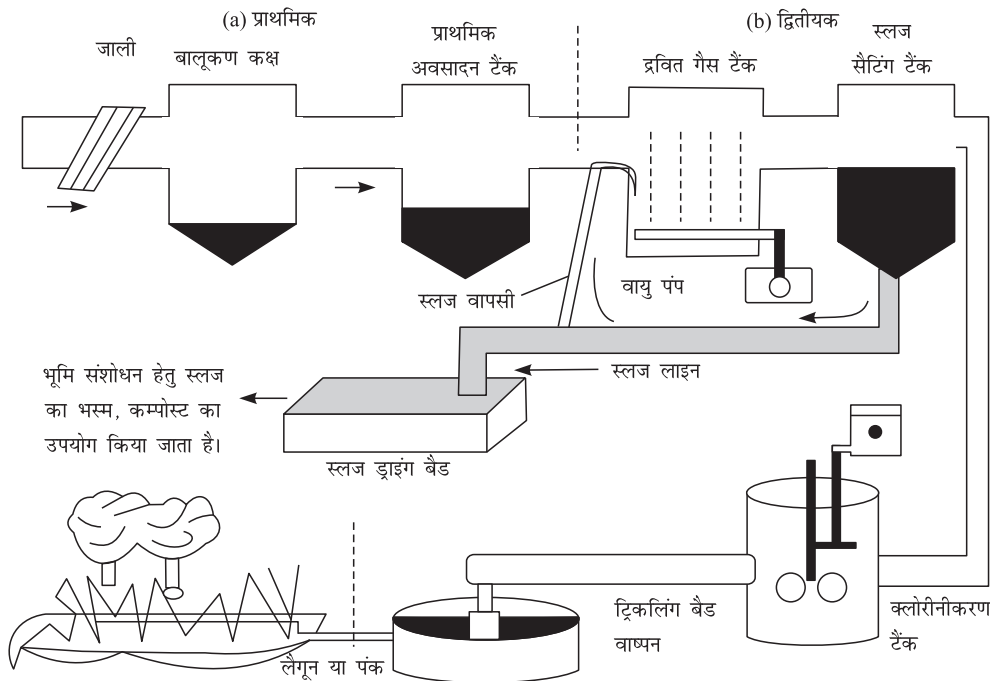 (a) प्राथमिक
(b) द्वितीयक
जाली
बालूकण कक्ष
प्राथमिक
अवसादन टैंक
द्रवित गैस टैंक
स्लज
सैटिंग टैंक
स्लज वापसी
वायु पंप
स्लज लाइन
भूमि संशोधन हेतु स्लज
का भस्म, कम्पोस्ट का
उपयोग किया जाता है।
स्लज ड्राइंग बैड
ट्रिकलिंग बैड
वाष्पन
क्लोरीनीकरण
टैंक
लैगून या पंक